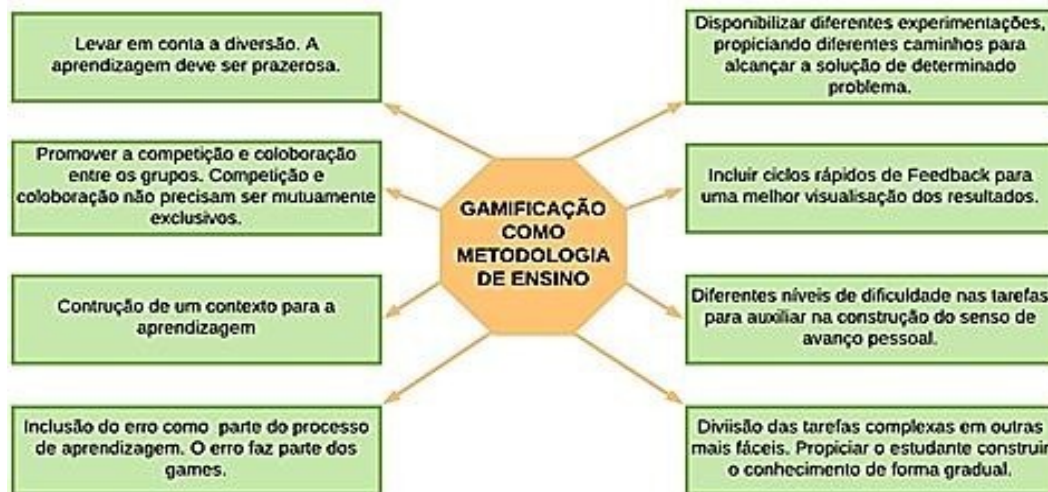 Levar em conta a diversão. A
aprendizagem deve ser prazerosa.
Promover a competição e coloboração
entre os grupos. Competição e
coloboração não precisam ser mutuamente
exclusivos.
Contrução de um contexto para a
aprendizagem
Inclusão do erro como parte do processo
de aprendizagem. O erro faz parte dos
games.
GAMIFICAÇÃO
COMO
METODOLOGIA
DE ENSINO
Disponibilizar diferentes experimentações,
propiciando diferentes caminhos para
alcançar a solução de determinado
problema.
Incluir ciclos rápidos de Feedback para
uma melhor visualisação dos resultados.
Diferentes níveis de dificuldade nas tarefas
para auxiliar na construção do senso de
avanço pessoal.
Diviisão das tarefas complexas em outras
mais fáceis. Propiciar o estudante construir
o conhecimento de forma gradual.